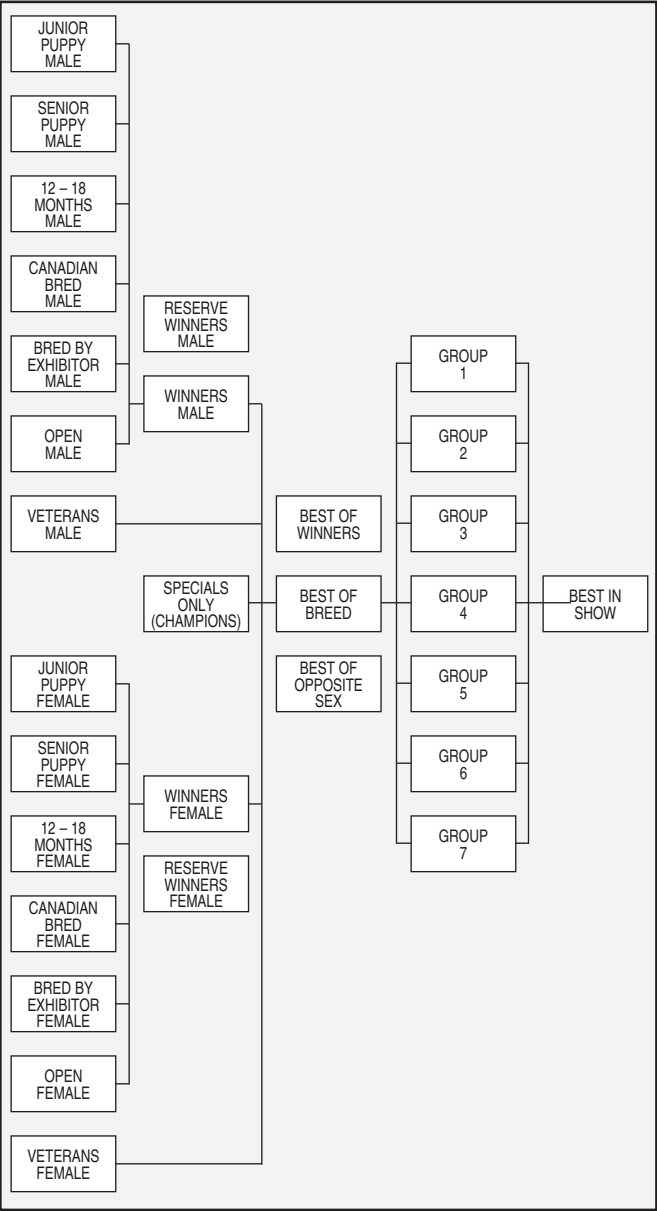 JUNIOR
PUPPY
MALE
SENIOR
PUPPY
MALE
12 – 18
MONTHS
MALE
CANADIAN
BRED
MALE
BRED BY
EXHIBITOR
MALE
OPEN
MALE
VETERANS
MALE
JUNIOR
PUPPY
FEMALE
SENIOR
PUPPY
FEMALE
12 – 18
MONTHS
FEMALE
CANADIAN
BRED
FEMALE
BRED BY
EXHIBITOR
FEMALE
OPEN
FEMALE
VETERANS
FEMALE
RESERVE
WINNERS
MALE
WINNERS
MALE
SPECIALS
ONLY
(CHAMPIONS)
WINNERS
FEMALE
RESERVE
WINNERS
FEMALE
BEST OF
WINNERS
BEST OF
BREED
BEST OF
OPPOSITE
SEX
GROUP
1
GROUP
2
GROUP
3
GROUP
4
GROUP
5
GROUP
6
GROUP
7
BEST IN
SHOW